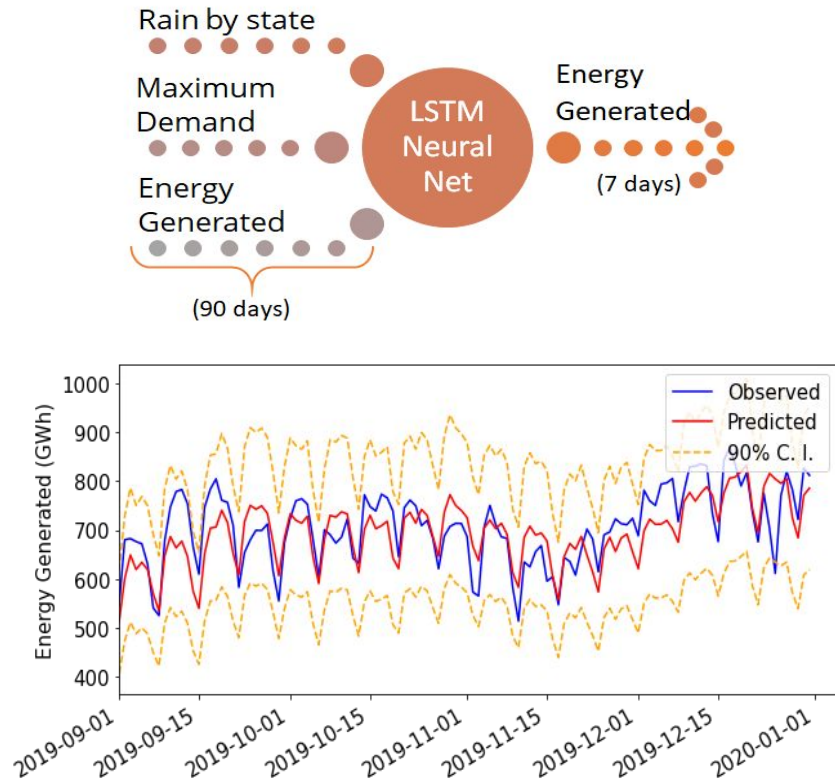 Rain by state
Maximum
Demand
Energy
Generated
(90 days)
LSTM
Neural
Net
Energy
Generated
(7 days)
1000
900
800
700
600
500
400
Energy Generated (GWh)
Observed
Predicted
90% C. I.
2019-09-01
2019-09-15
2019-10-01
2019-10-15
2019-11-01
2019-11-15
2019-12-01
2019-12-15
2020-01-01